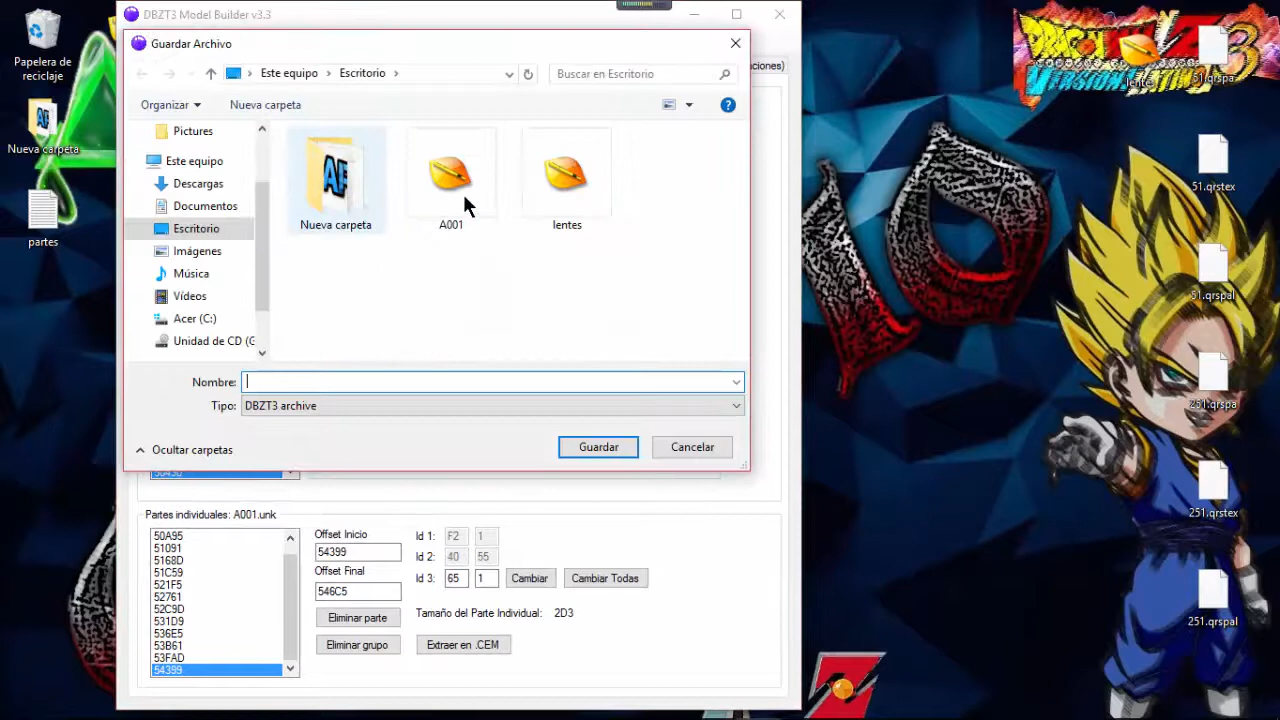 DBZT3 Model Builder v3.3
Guardar Archivo
Este equipo
Escritorio
Buscar en Escritorio
Organizar
Nueva carpeta
Pictures
Este equipo
Descargas
Documentos
Escritorio
Imágenes
Música
Vídeos
Acer (C:)
Unidad de CD (G
Nueva carpeta
A001
lentes
Nombre:
Tipo: DBZT3 archive
Ocultar carpetas
Guardar
Cancelar
Partes individuales: A001.unk
50A95
51091
5168D
51C59
521F5
52761
52C9D
531D9
536E5
53B61
53FAD
54399
Offset Inicio
54399
Offset Final
546C5
Eliminar parte
Eliminar grupo
Id 1: F2 1
Id 2: 40 55
Id 3: 65 1 Cambiar Cambiar Todas
Tamaño del Parte Individual: 2D3
Extraer en .CEM
Papelera de
reciclaje
Nueva carpeta
partes
51.qrspa
51.qrstex
51.qrspal
251.qrspa
251.qrstex
251.qrspal